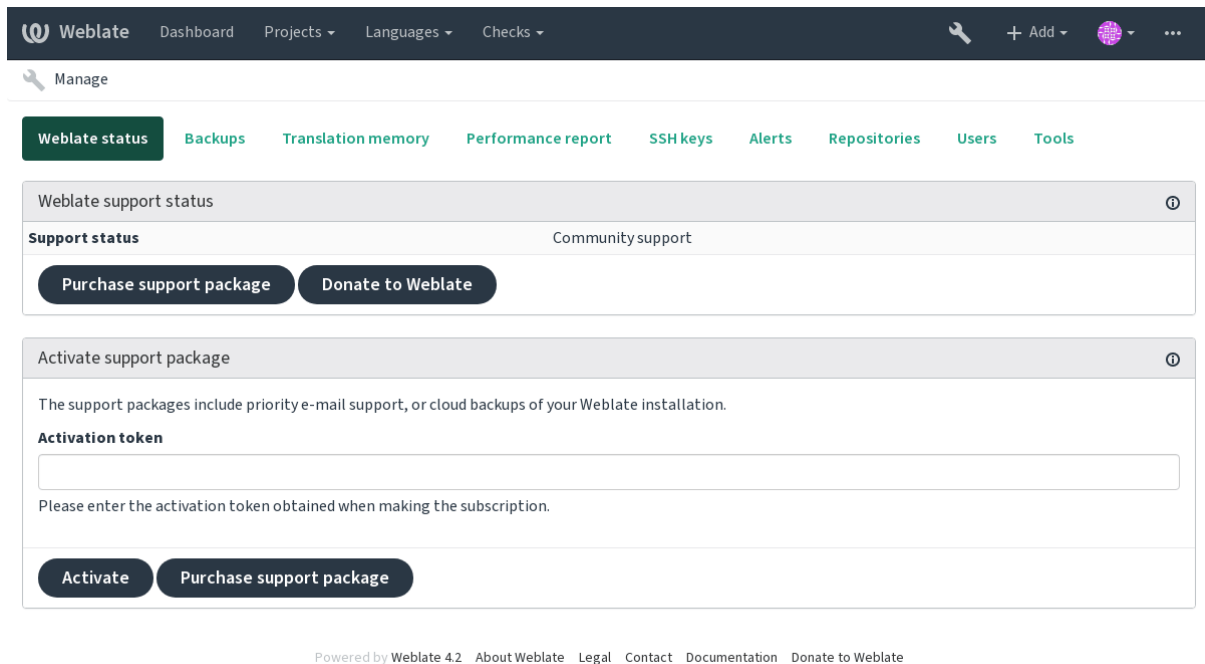 Weblate Dashboard Projects Languages Checks Add
Manage
Weblate status Backups Translation memory Performance report SSH keys Alerts Repositories Users Tools
Weblate support status
Support status Community support
Purchase support package Donate to Weblate
Activate support package
The support packages include priority e-mail support, or cloud backups of your Weblate installation.
Activation token
Please enter the activation token obtained when making the subscription.
Activate Purchase support package
Powered by Weblate 4.2 About Weblate Legal Contact Documentation Donate to Weblate